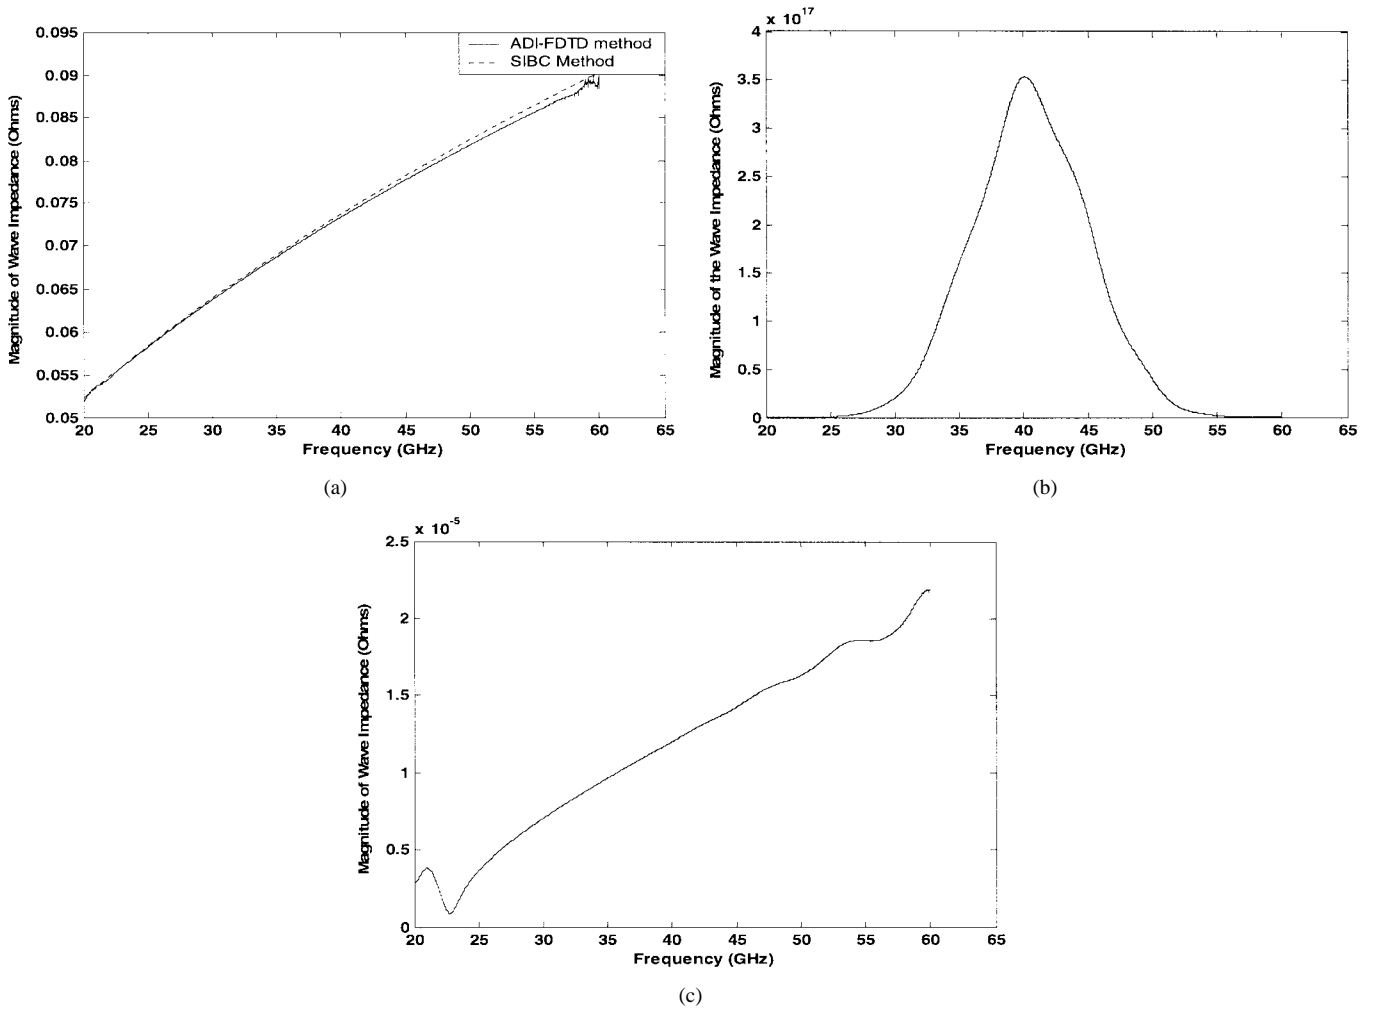 0.095
0.09
0.085
0.08
0.075
0.07
0.065
0.06
0.055
0.05
20 25 30 35 40 45 50 55 60 65
Magnitude of Wave Impedance (Ohms)
Frequency (GHz)
ADI-FDTD method
SIBC Method
(a)
x 10^17
4
3.5
3
2.5
2
1.5
1
0.5
0
20 25 30 35 40 45 50 55 60 65
Magnitude of the Wave Impedance (Ohms)
Frequency (GHz)
(b)
x 10^-5
2.5
2
1.5
1
0.5
0
20 25 30 35 40 45 50 55 60 65
Magnitude of Wave Impedance (Ohms)
Frequency (GHz)
(c)